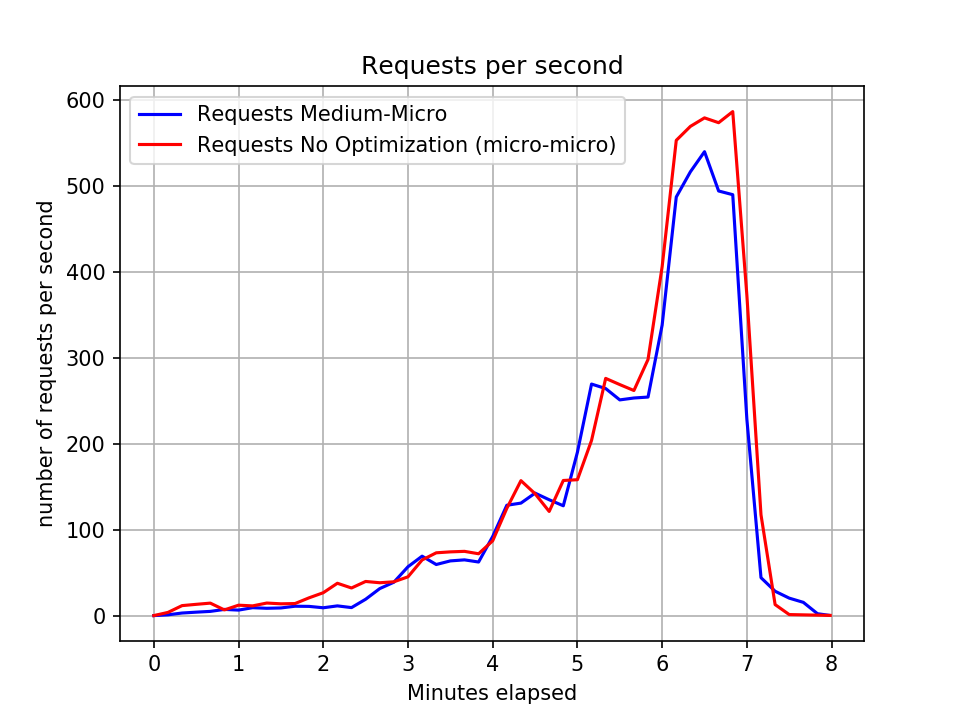 Requests per second
Requests Medium-Micro
Requests No Optimization (micro-micro)
number of requests per second
600
500
400
300
200
100
0
0 1 2 3 4 5 6 7 8
Minutes elapsed